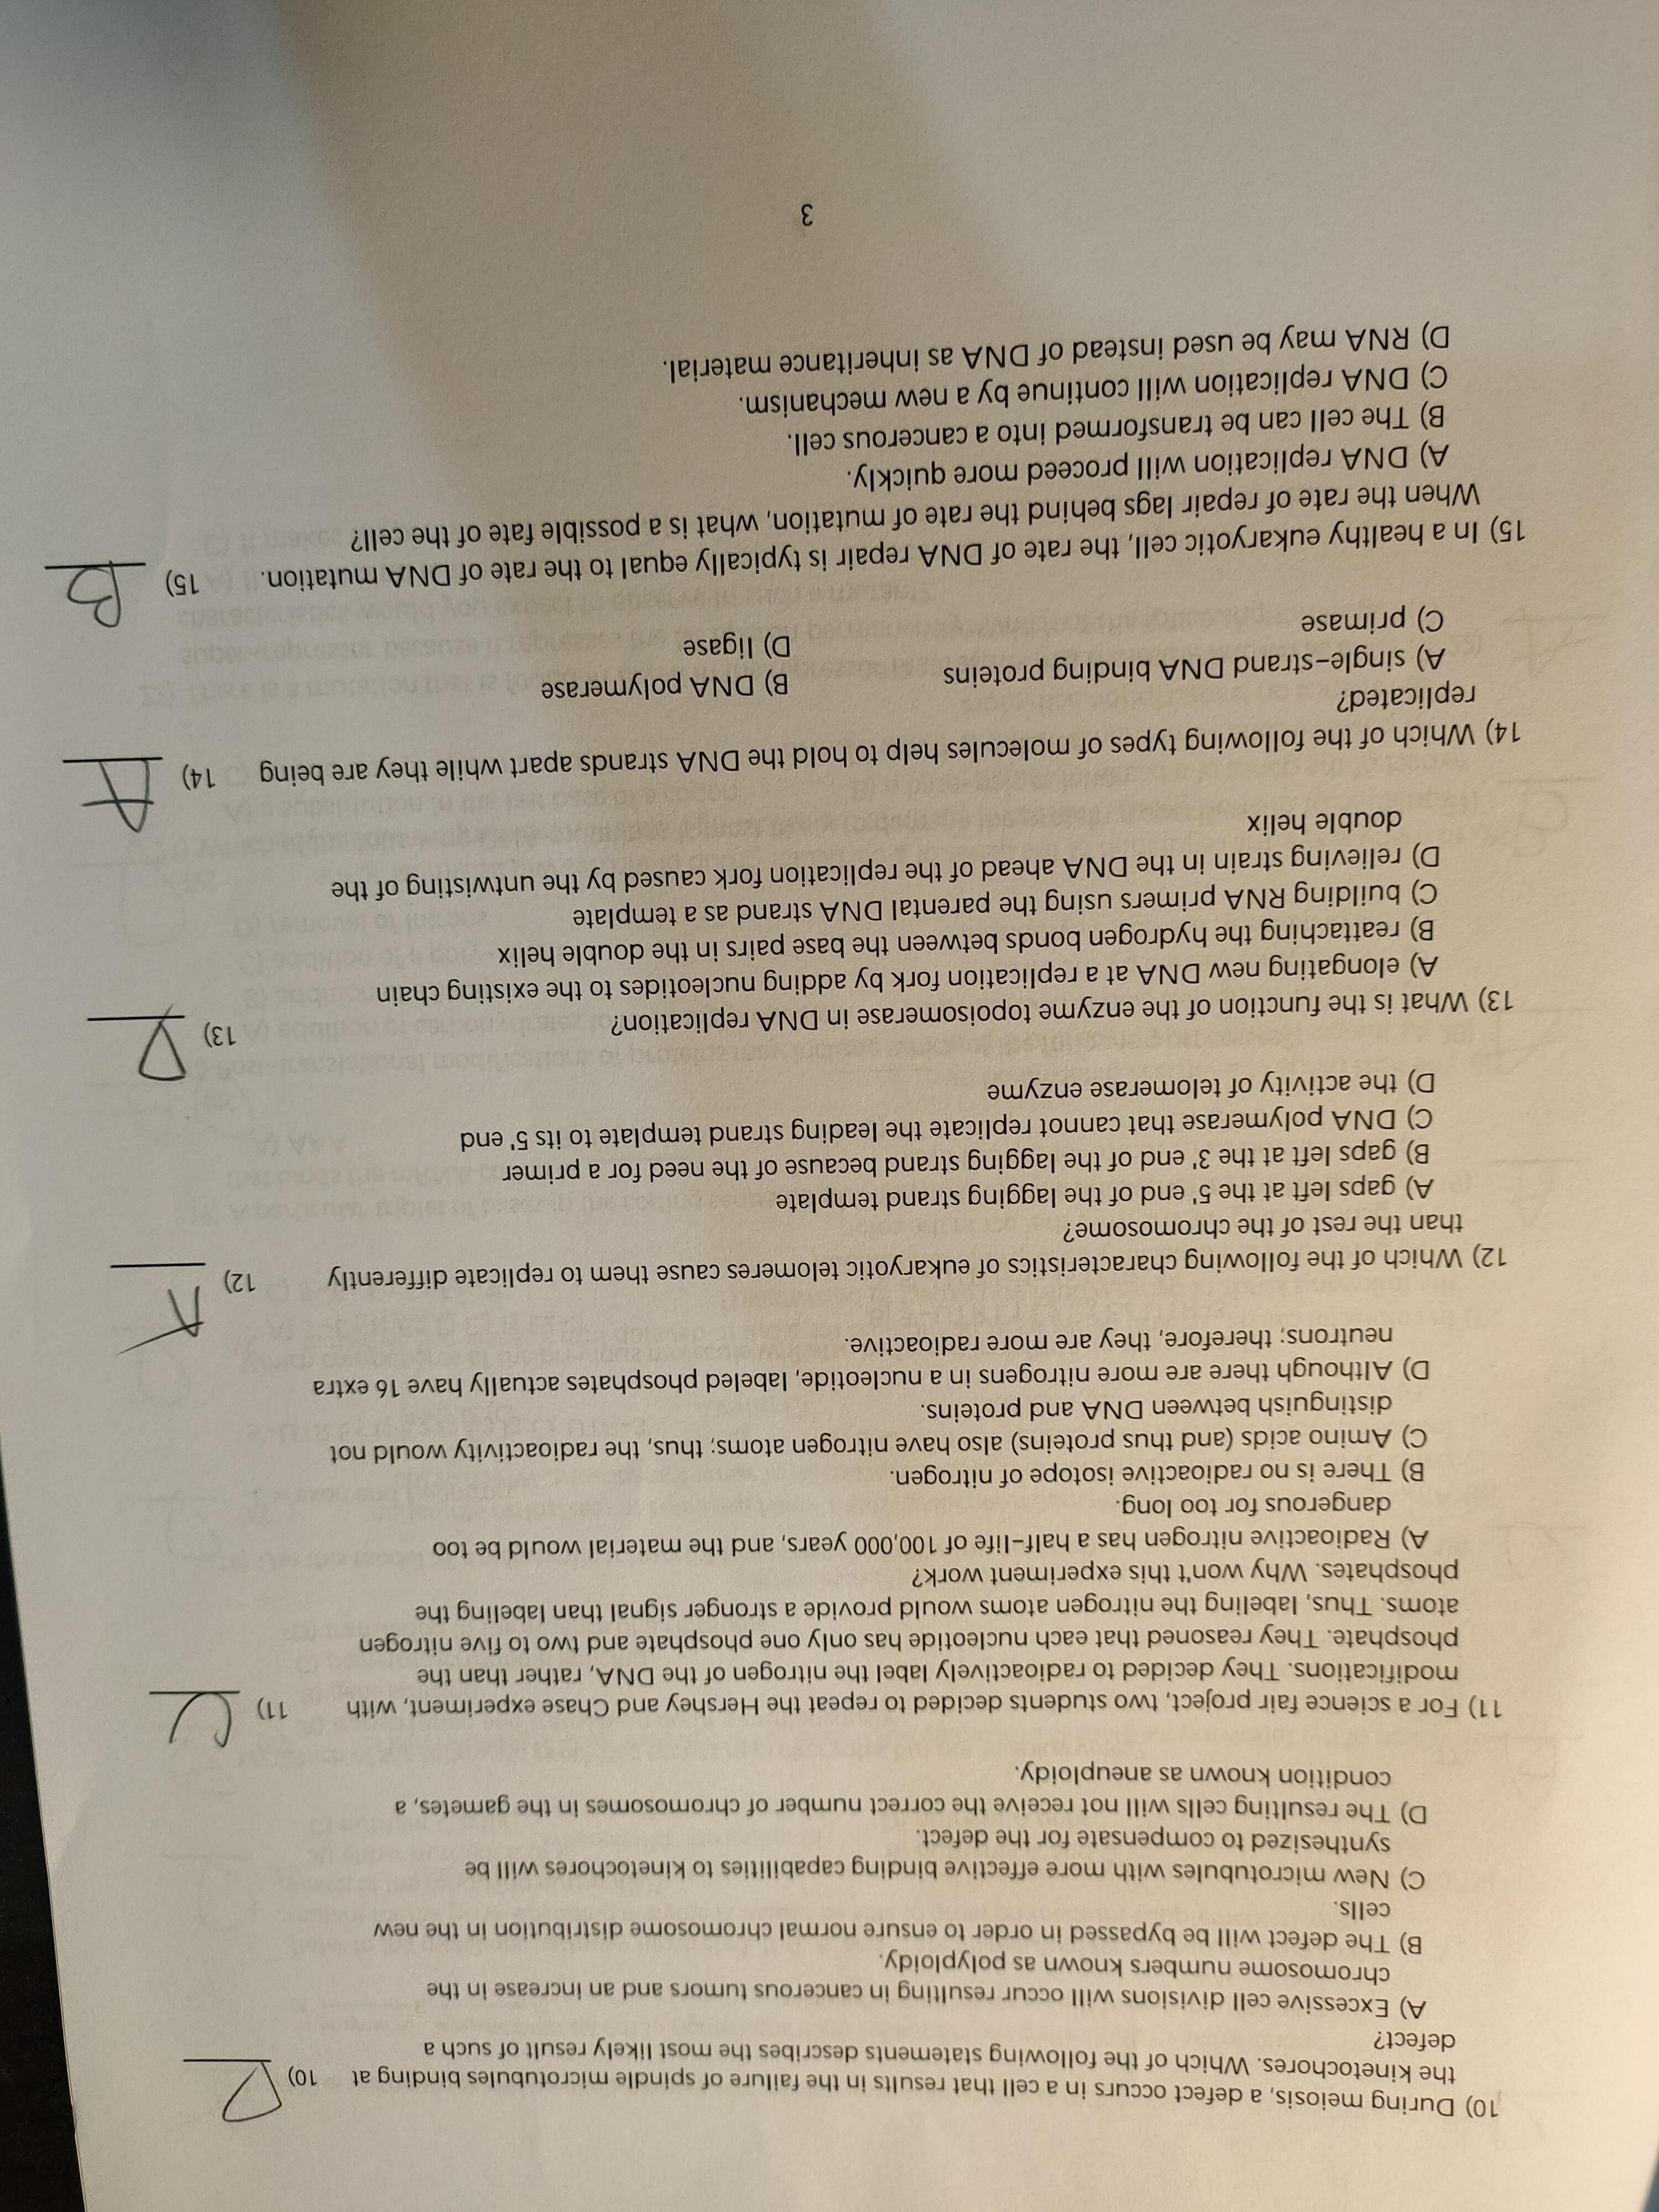 10) During meiosis, a defect occurs in a cell that results in the failure of spindle microtubules binding at 10) D
the kinetochores. Which of the following statements describes the most likely result of such a
defect?
A) Excessive cell divisions will occur resulting in cancerous tumors and an increase in the
chromosome numbers known as polyploidy.
B) The defect will be bypassed in order to ensure normal chromosome distribution in the new
cells.
C) New microtubules with more effective binding capabilities to kinetochores will be
synthesized to compensate for the defect.
D) The resulting cells will not receive the correct number of chromosomes in the gametes, a
condition known as aneuploidy.
11) For a science fair project, two students decided to repeat the Hershey and Chase experiment, with 11) C
modifications. They decided to radioactively label the nitrogen of the DNA, rather than the
phosphate. They reasoned that each nucleotide has only one phosphate and two to five nitrogen
atoms. Thus, labeling the nitrogen atoms would provide a stronger signal than labeling the
phosphates. Why won't this experiment work?
A) Radioactive nitrogen has a half-life of 100,000 years, and the material would be too
dangerous for too long.
B) There is no radioactive isotope of nitrogen.
C) Amino acids (and thus proteins) also have nitrogen atoms; thus, the radioactivity would not
distinguish between DNA and proteins.
D) Although there are more nitrogens in a nucleotide, labeled phosphates actually have 16 extra
neutrons; therefore, they are more radioactive.
12) Which of the following characteristics of eukaryotic telomeres cause them to replicate differently 12) A
than the rest of the chromosome?
A) gaps left at the 5' end of the lagging strand template
B) gaps left at the 3' end of the lagging strand because of the need for a primer
C) DNA polymerase that cannot replicate the leading strand template to its 5' end
D) the activity of telomerase enzyme
13) What is the function of the enzyme topoisomerase in DNA replication? 13) D
A) elongating new DNA at a replication fork by adding nucleotides to the existing chain
B) reattaching the hydrogen bonds between the base pairs in the double helix
C) building RNA primers using the parental DNA strand as a template
D) relieving strain in the DNA ahead of the replication fork caused by the untwisting of the
double helix
14) Which of the following types of molecules help to hold the DNA strands apart while they are being 14) A
replicated?
A) single-strand DNA binding proteins B) DNA polymerase
C) primase D) ligase
15) In a healthy eukaryotic cell, the rate of DNA repair is typically equal to the rate of DNA mutation. 15) B
When the rate of repair lags behind the rate of mutation, what is a possible fate of the cell?
A) DNA replication will proceed more quickly.
B) The cell can be transformed into a cancerous cell.
C) DNA replication will continue by a new mechanism.
D) RNA may be used instead of DNA as inheritance material.
3